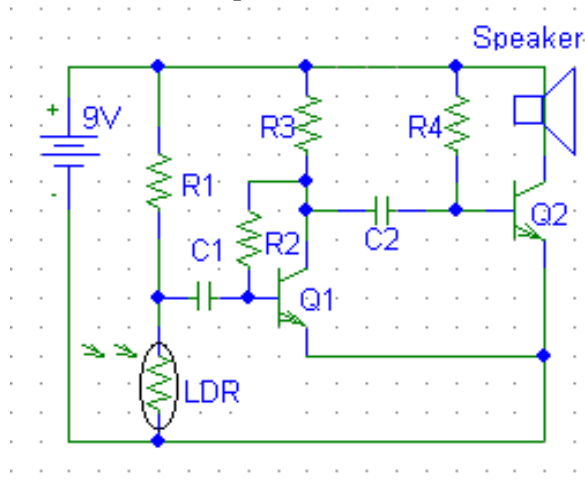 Speaker
+
9V
-
R3
R4
R1
C1
R2
C2
Q2
Q1
LDR